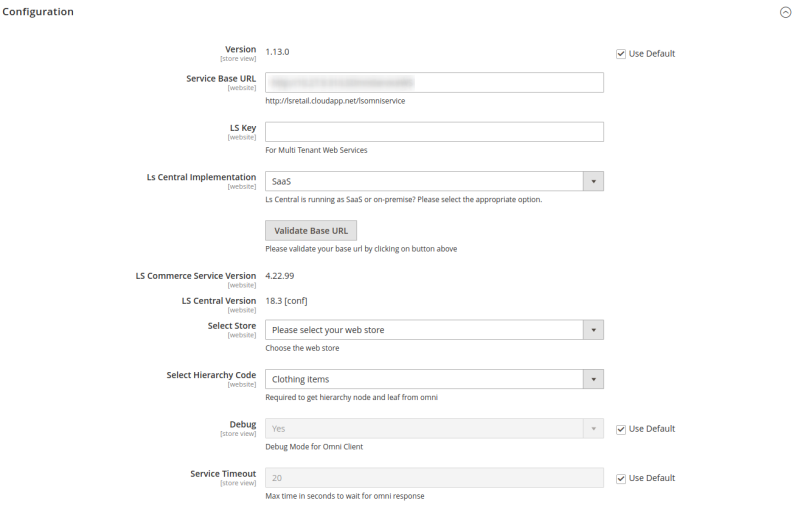 Configuration
Version 1.13.0 Use Default
[store view]
Service Base URL
[website]
http://lsretail.cloudapp.net/lsomniservice
LS Key
[website]
For Multi Tenant Web Services
Ls Central Implementation SaaS
[website]
Ls Central is running as SaaS or on-premise? Please select the appropriate option.
Validate Base URL
Please validate your base url by clicking on button above
LS Commerce Service Version 4.22.99
[website]
LS Central Version 18.3 [conf]
[website]
Select Store Please select your web store
[website]
Choose the web store
Select Hierarchy Code Clothing Items
[website]
Required to get hierarchy node and leaf from omni
Debug Yes Use Default
[store view]
Debug Mode for Omni Client
Service Timeout 20 Use Default
[store view]
Max time in seconds to wait for omni response